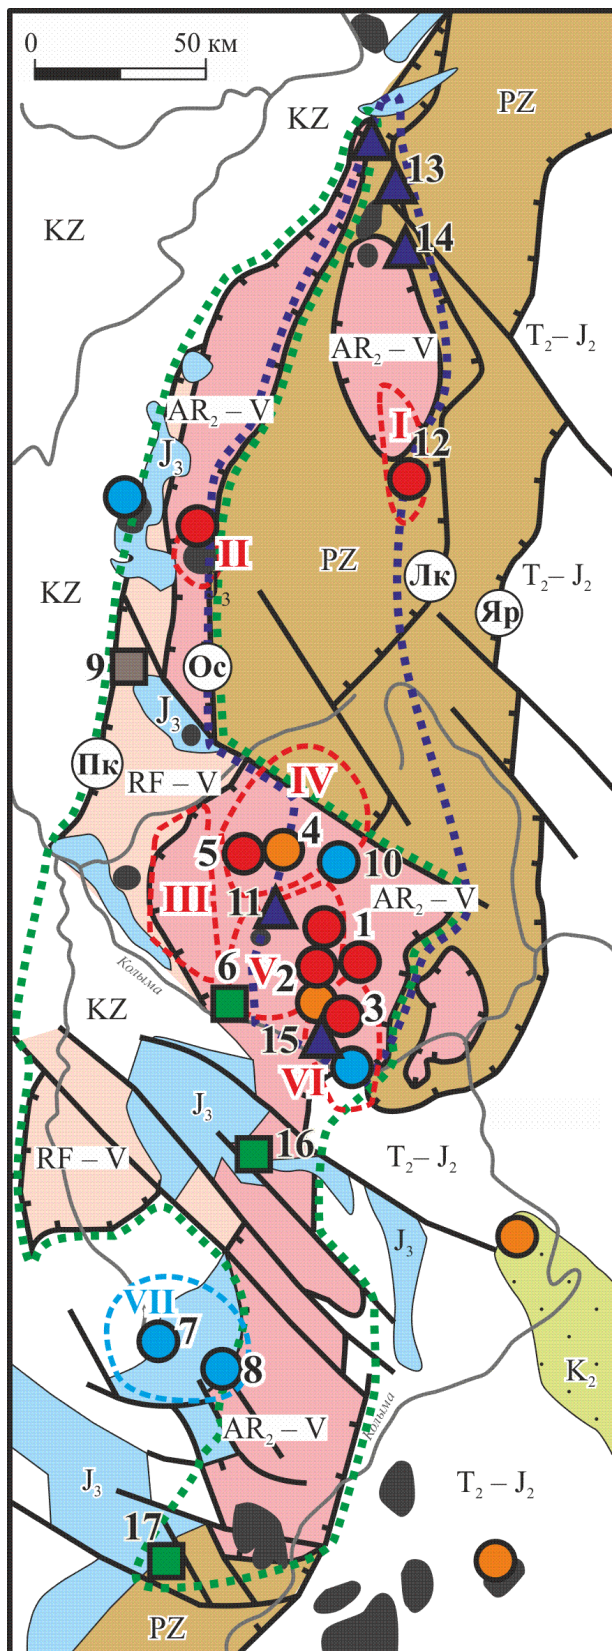 0
50 км
KZ
PZ
KZ
13
14
T₂ – J₂
AR₂ – V
AR₂ – V
I
12
J₃
PZ
II
T₂ – J₂
KZ
Лк
Яр
3
9
Ос
J₃
Пк
RF – V
IV
4
5
10
III
11
AR₂ – V
1
V
2
6
Колыма
3
KZ
15
VI
J₃
16
RF – V
T₂ – J₂
J₃
VII
7
8
K₂
AR₂ – V
Колыма
J₃
T₂ – J₂
17
PZ